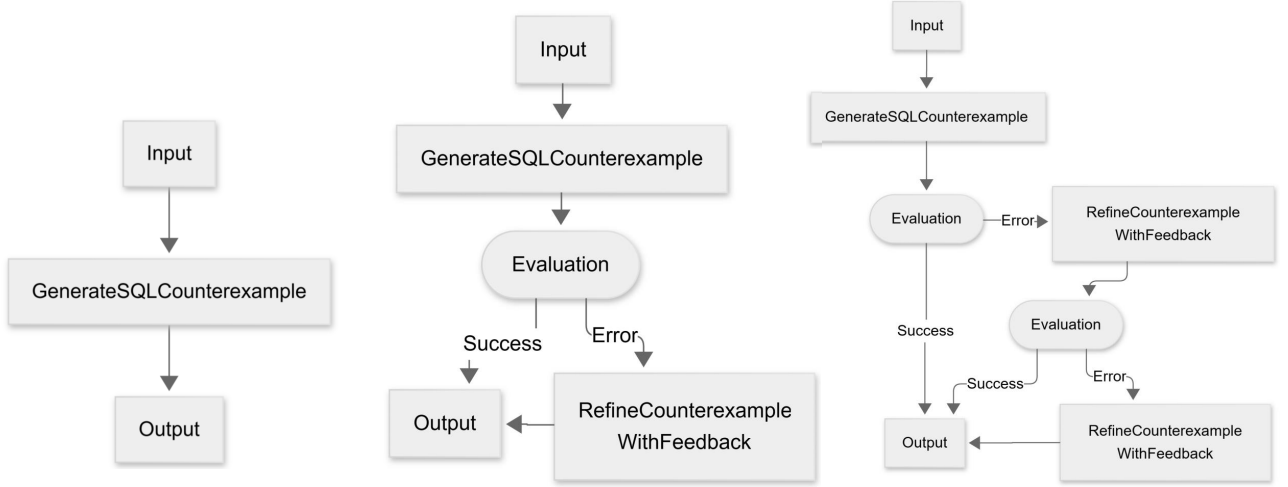 Input
GenerateSQLCounterexample
Output
Input
GenerateSQLCounterexample
Evaluation
Success
Error
Output
RefineCounterexample
WithFeedback
Input
GenerateSQLCounterexample
Evaluation
Error
RefineCounterexample
WithFeedback
Evaluation
Success
Success
Error
Output
RefineCounterexample
WithFeedback